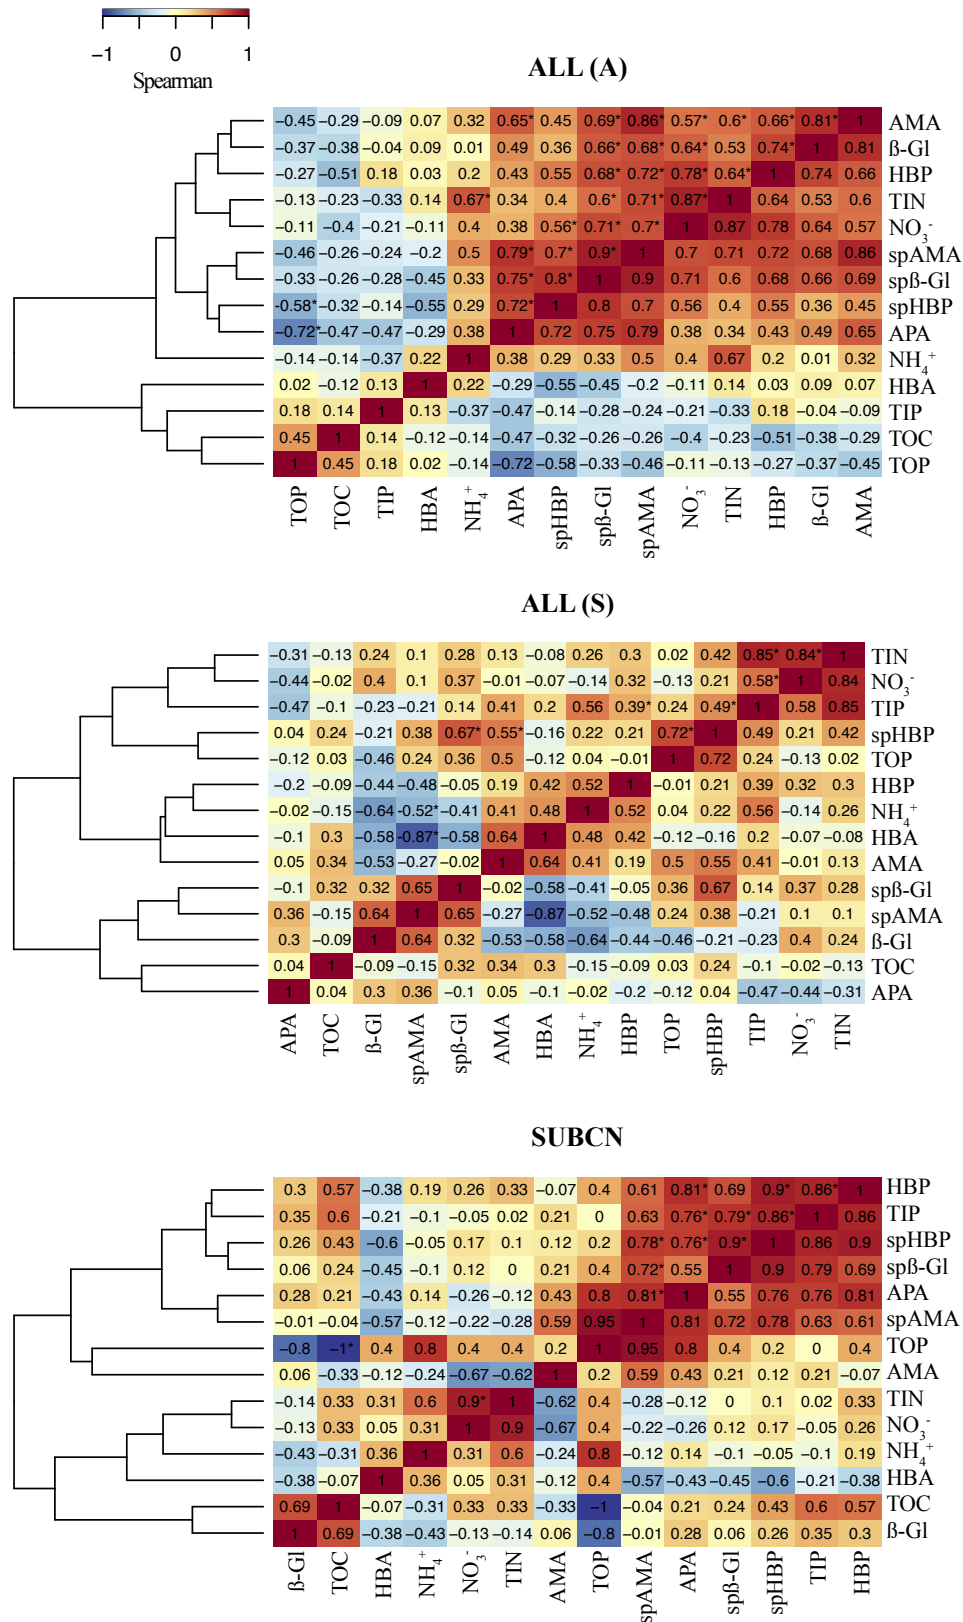 −1 0 1
Spearman
ALL (A)
−0.45 −0.29 −0.09 0.07 0.32 0.65* 0.45 0.69* 0.86* 0.57* 0.6* 0.66* 0.81* 1 AMA
−0.37 −0.38 −0.04 0.09 0.01 0.49 0.36 0.66* 0.68* 0.64* 0.53 0.74* 1 0.81 ß-Gl
−0.27 −0.51 0.18 0.03 0.2 0.43 0.55 0.68* 0.72* 0.78* 0.64* 1 0.74 0.66 HBP
−0.13 −0.23 −0.33 0.14 0.67* 0.34 0.4 0.6* 0.71* 0.87* 1 0.64 0.53 0.6 TIN
−0.11 −0.4 −0.21 −0.11 0.4 0.38 0.56* 0.71* 0.7* 1 0.87 0.78 0.64 0.57 NO₃⁻
−0.46 −0.26 −0.24 −0.2 0.5 0.79* 0.7* 0.9* 1 0.7 0.71 0.72 0.68 0.86 spAMA
−0.33 −0.26 −0.28 −0.45 0.33 0.75* 0.8* 1 0.9 0.71 0.6 0.68 0.66 0.69 spß-Gl
−0.58* −0.32 −0.14 −0.55 0.29 0.72* 1 0.8 0.7 0.56 0.4 0.55 0.36 0.45 spHBP
−0.72* −0.47 −0.47 −0.29 0.38 1 0.72 0.75 0.79 0.38 0.34 0.43 0.49 0.65 APA
−0.14 −0.14 −0.37 0.22 1 0.38 0.29 0.33 0.5 0.4 0.67 0.2 0.01 0.32 NH₄⁺
0.02 −0.12 0.13 1 0.22 −0.29 −0.55 −0.45 −0.2 −0.11 0.14 0.03 0.09 0.07 HBA
0.18 0.14 1 0.13 −0.37 −0.47 −0.14 −0.28 −0.24 −0.21 −0.33 0.18 −0.04 −0.09 TIP
0.45 1 0.14 −0.12 −0.14 −0.47 −0.32 −0.26 −0.26 −0.4 −0.23 −0.51 −0.38 −0.29 TOC
1 0.45 0.18 0.02 −0.14 −0.72 −0.58 −0.33 −0.46 −0.11 −0.13 −0.27 −0.37 −0.45 TOP
TOP TOC TIP HBA NH₄⁺ APA spHBP spß-Gl spAMA NO₃⁻ TIN HBP ß-Gl AMA
ALL (S)
−0.31 −0.13 0.24 0.1 0.28 0.13 −0.08 0.26 0.3 0.02 0.42 0.85* 0.84* 1 TIN
−0.44 −0.02 0.4 0.1 0.37 −0.01 −0.07 −0.14 0.32 −0.13 0.21 0.58* 1 0.84 NO₃⁻
−0.47 −0.1 −0.23 −0.21 0.14 0.41 0.2 0.56 0.39* 0.24 0.49* 1 0.58 0.85 TIP
0.04 0.24 −0.21 0.38 0.67* 0.55* −0.16 0.22 0.21 0.72* 1 0.49 0.21 0.42 spHBP
−0.12 0.03 −0.46 0.24 0.36 0.5 −0.12 0.04 −0.01 1 0.72 0.24 −0.13 0.02 TOP
−0.2 −0.09 −0.44 −0.48 −0.05 0.19 0.42 0.52 1 −0.01 0.21 0.39 0.32 0.3 HBP
−0.02 −0.15 −0.64 −0.52* −0.41 0.41 0.48 1 0.52 0.04 0.22 0.56 −0.14 0.26 NH₄⁺
−0.1 0.3 −0.58 −0.87* −0.58 0.64 1 0.48 0.42 −0.12 −0.16 0.2 −0.07 −0.08 HBA
0.05 0.34 −0.53 −0.27 −0.02 1 0.64 0.41 0.19 0.5 0.55 0.41 −0.01 0.13 AMA
−0.1 0.32 0.32 0.65 1 −0.02 −0.58 −0.41 −0.05 0.36 0.67 0.14 0.37 0.28 spß-Gl
0.36 −0.15 0.64 1 0.65 −0.27 −0.87 −0.52 −0.48 0.24 0.38 −0.21 0.1 0.1 spAMA
0.3 −0.09 1 0.64 0.32 −0.53 −0.58 −0.64 −0.44 −0.46 −0.21 −0.23 0.4 0.24 ß-Gl
0.04 1 −0.09 −0.15 0.32 0.34 0.3 −0.15 −0.09 0.03 0.24 −0.1 −0.02 −0.13 TOC
1 0.04 0.3 0.36 −0.1 0.05 −0.1 −0.02 −0.2 −0.12 0.04 −0.47 −0.44 −0.31 APA
APA TOC ß-Gl spAMA spß-Gl AMA HBA NH₄⁺ HBP TOP spHBP TIP NO₃⁻ TIN
SUBCN
0.3 0.57 −0.38 0.19 0.26 0.33 −0.07 0.4 0.61 0.81* 0.69 0.9* 0.86* 1 HBP
0.35 0.6 −0.21 −0.1 −0.05 0.02 0.21 0 0.63 0.76* 0.79* 0.86* 1 0.86 TIP
0.26 0.43 −0.6 −0.05 0.17 0.1 0.12 0.2 0.78* 0.76* 0.9* 1 0.86 0.9 spHBP
0.06 0.24 −0.45 −0.1 0.12 0 0.21 0.4 0.72* 0.55 1 0.9 0.79 0.69 spß-Gl
0.28 0.21 −0.43 0.14 −0.26 −0.12 0.43 0.8 0.81* 1 0.55 0.76 0.76 0.81 APA
−0.01 −0.04 −0.57 −0.12 −0.22 −0.28 0.59 0.95 1 0.81 0.72 0.78 0.63 0.61 spAMA
−0.8 −1* 0.4 0.8 0.4 0.4 0.2 1 0.95 0.8 0.4 0.2 0 0.4 TOP
0.06 −0.33 −0.12 −0.24 −0.67 −0.62 1 0.2 0.59 0.43 0.21 0.12 0.21 −0.07 AMA
−0.14 0.33 0.31 0.6 0.9* 1 −0.62 0.4 −0.28 −0.12 0 0.1 0.02 0.33 TIN
−0.13 0.33 0.05 0.31 1 0.9 −0.67 0.4 −0.22 −0.26 0.12 0.17 −0.05 0.26 NO₃⁻
−0.43 −0.31 0.36 1 0.31 0.6 −0.24 0.8 −0.12 0.14 −0.1 −0.05 −0.1 0.19 NH₄⁺
−0.38 −0.07 1 0.36 0.05 0.31 −0.12 0.4 −0.57 −0.43 −0.45 −0.6 −0.21 −0.38 HBA
0.69 1 −0.07 −0.31 0.33 0.33 −0.33 −1 −0.04 0.21 0.24 0.43 0.6 0.57 TOC
1 0.69 −0.38 −0.43 −0.13 −0.14 0.06 −0.8 −0.01 0.28 0.06 0.26 0.35 0.3 ß-Gl
ß-Gl TOC HBA NH₄⁺ NO₃⁻ TIN AMA TOP spAMA APA spß-Gl spHBP TIP HBP